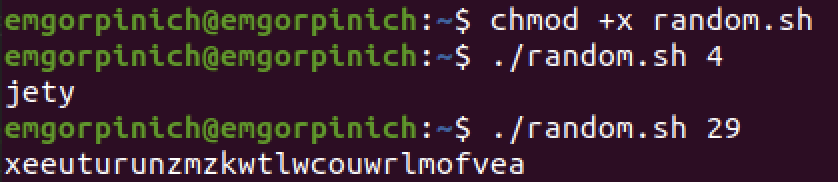 emgorpinich@emgorpinich:~$ chmod +x random.sh
emgorpinich@emgorpinich:~$ ./random.sh 4
jety
emgorpinich@emgorpinich:~$ ./random.sh 29
xeeuturunzmzkwtlwcouwrlmofvea